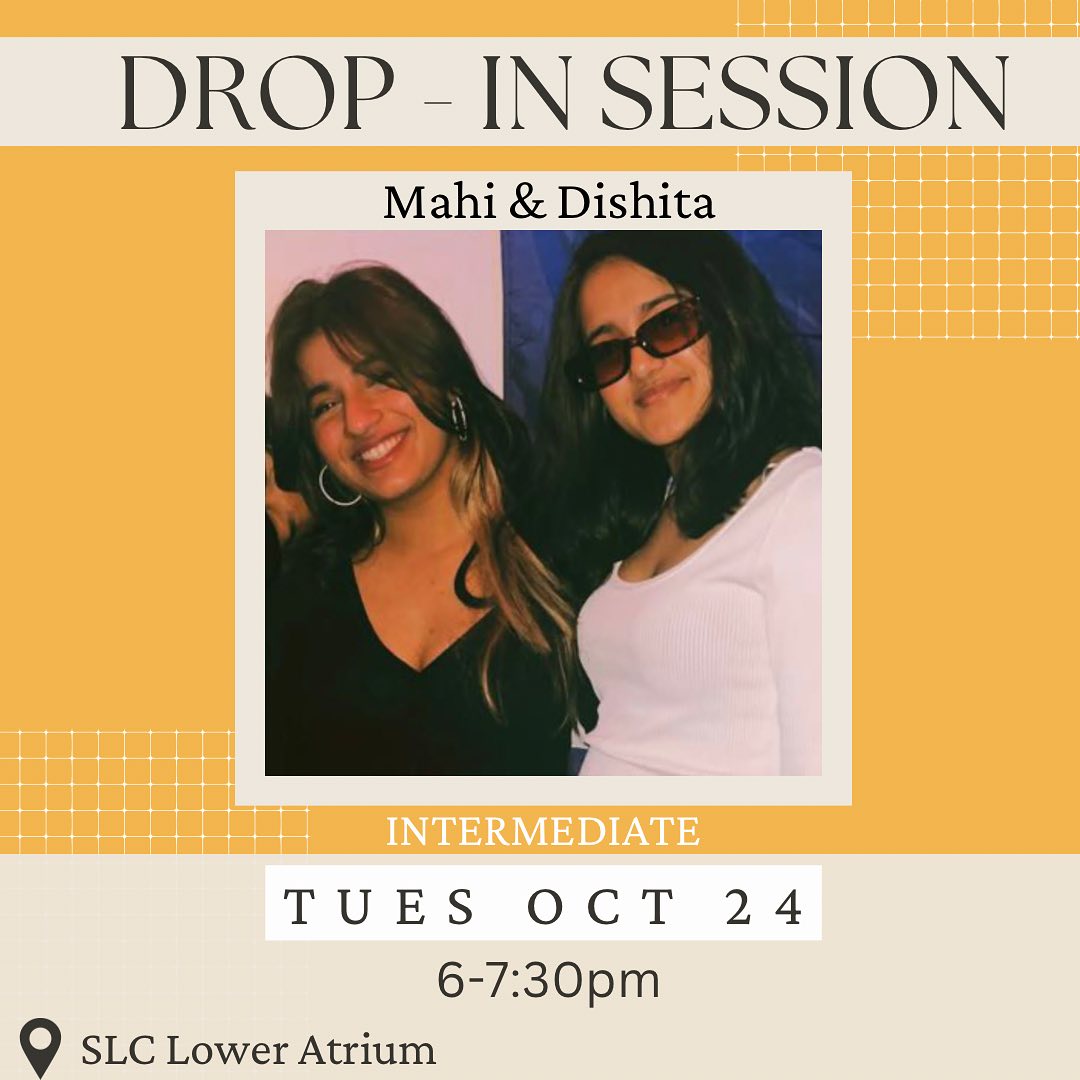 DROP - IN SESSION
Mahi & Dishita
INTERMEDIATE
TUES OCT 24
6-7:30pm
SLC Lower Atrium